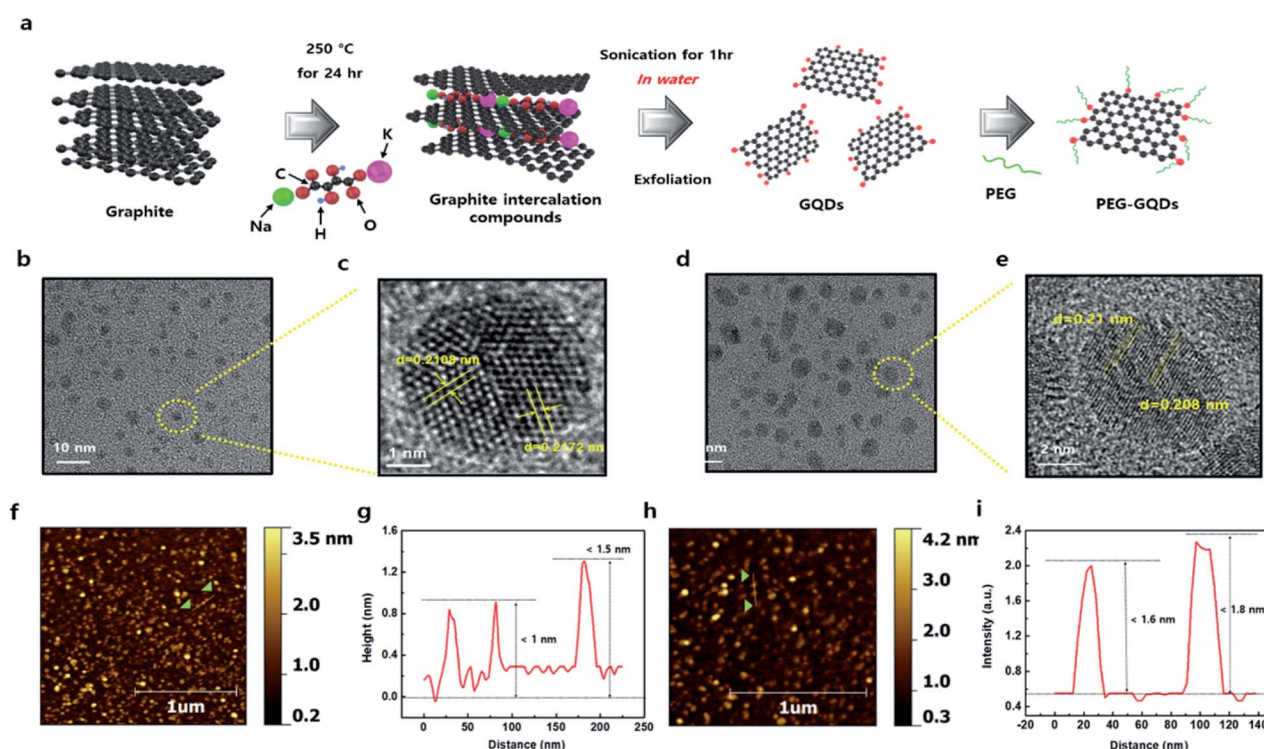 a
250 °C
for 24 hr
Sonication for 1hr
In water
K
C
Na
H
O
Exfoliation
PEG
Graphite
Graphite intercalation
compounds
GQDs
PEG-GQDs
b
10 nm
c
d=0.2108 nm
d=0.2172 nm
1 nm
d
nm
e
d=0.21 nm
d=0.208 nm
2 nm
f
1um
3.5 nm
2.0
1.0
0.2
g
1.6
1.2
0.8
0.4
0.0
Height (nm)
< 1 nm
< 1.5 nm
0 50 100 150 200 250
Distance (nm)
h
1um
4.2 nm
3.0
2.0
1.0
0.3
i
2.4
2.0
1.6
1.2
0.8
0.4
Intensity (a.u.)
< 1.6 nm
< 1.8 nm
-20 0 20 40 60 80 100 120 140
Distance (nm)